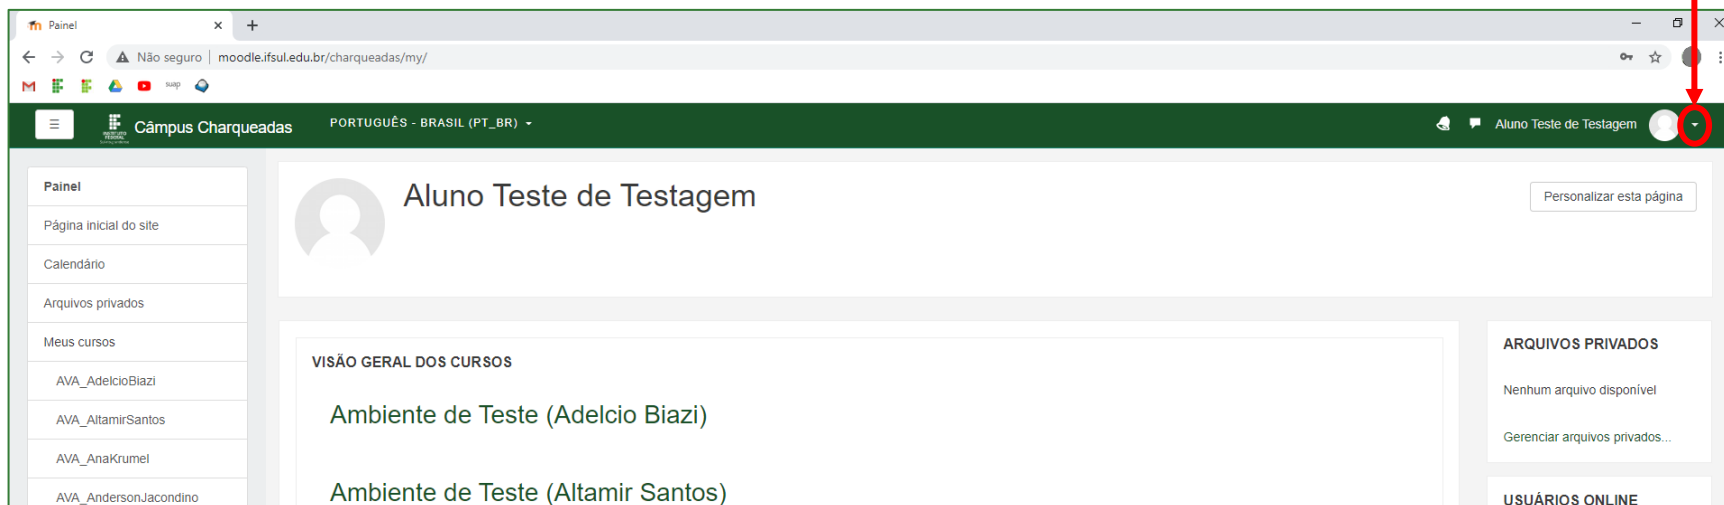 Painel
Não seguro | moodle.ifsul.edu.br/charqueadas/my/
suap
Câmpus Charqueadas
PORTUGUÊS - BRASIL (PT_BR)
Aluno Teste de Testagem
Painel
Página inicial do site
Calendário
Arquivos privados
Meus cursos
AVA_AdelcioBiazi
AVA_AltamirSantos
AVA_AnaKrumel
AVA_AndersonJacondino
Aluno Teste de Testagem
Personalizar esta página
VISÃO GERAL DOS CURSOS
Ambiente de Teste (Adelcio Biazi)
Ambiente de Teste (Altamir Santos)
ARQUIVOS PRIVADOS
Nenhum arquivo disponível
Gerenciar arquivos privados...
USUÁRIOS ONLINE